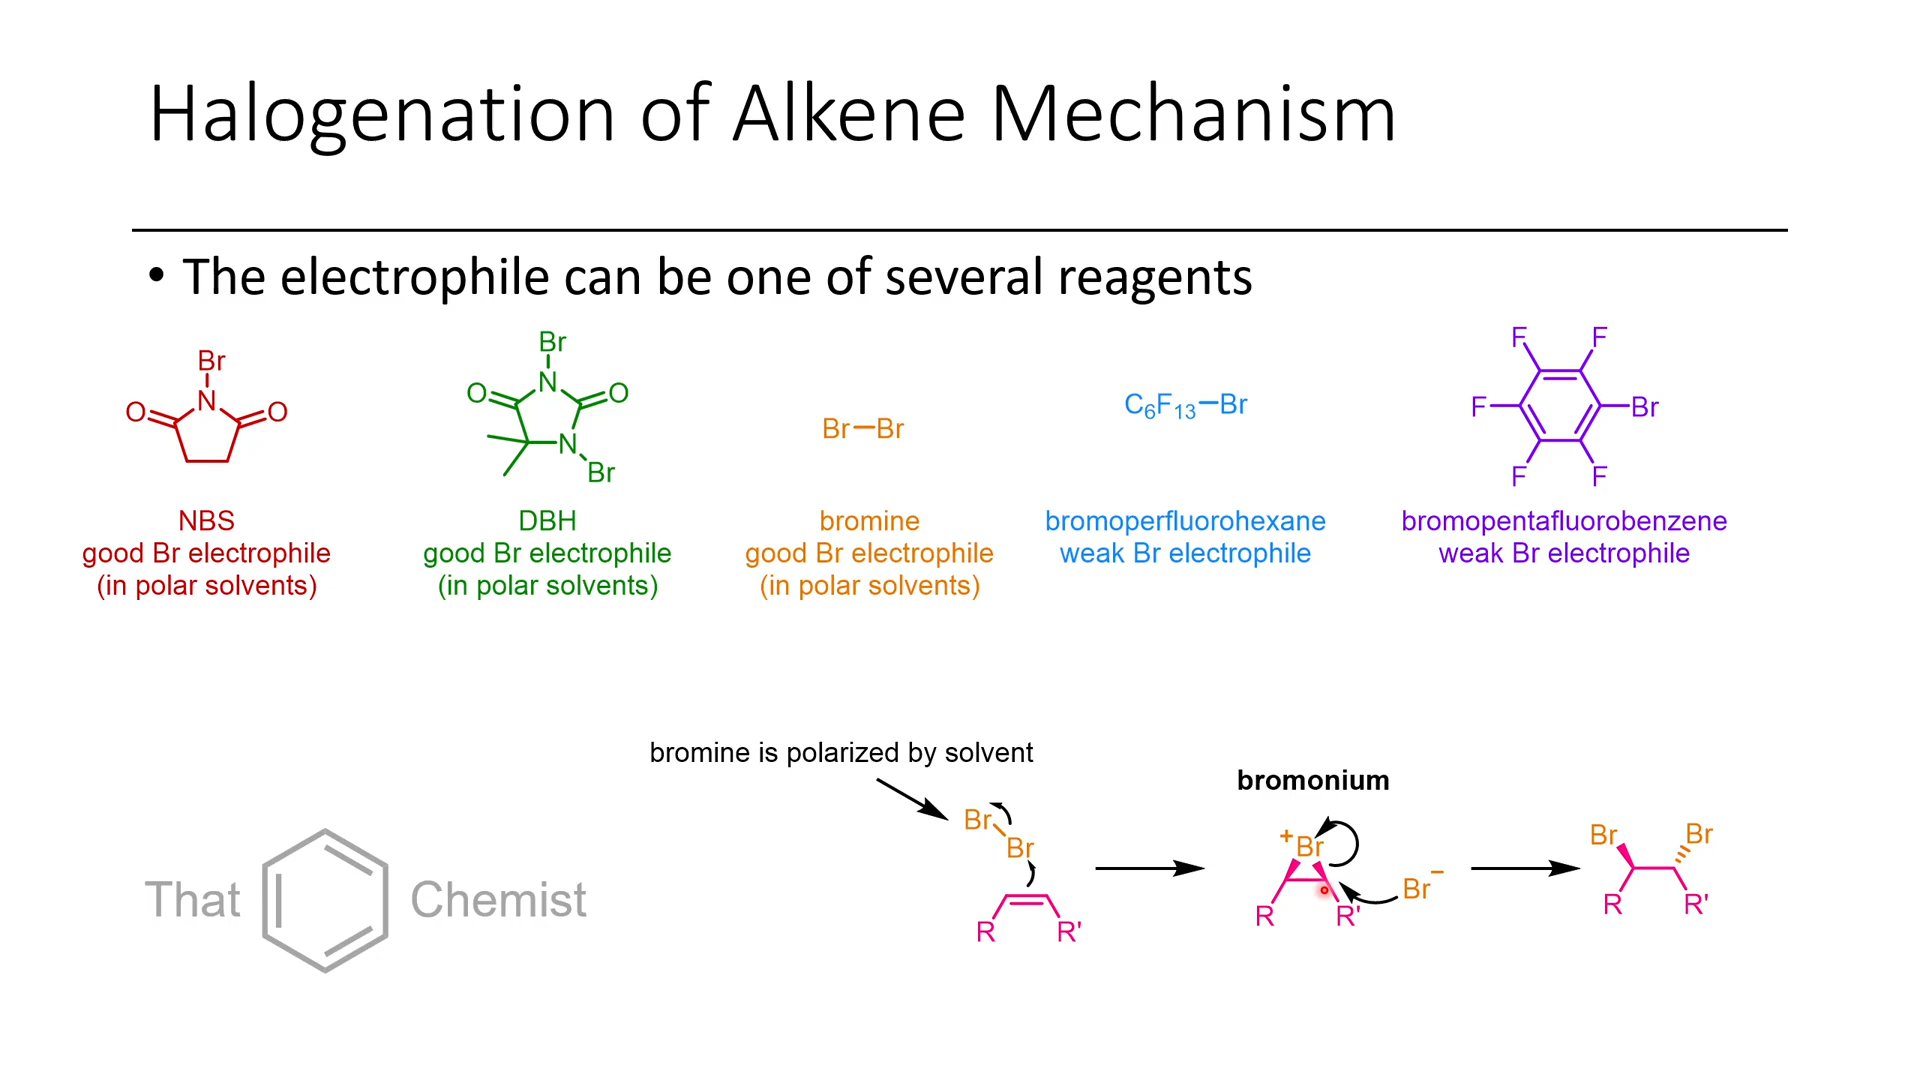 Halogenation of Alkene Mechanism
• The electrophile can be one of several reagents
Br
N
O
O
NBS
good Br electrophile
(in polar solvents)
Br
N
O
O
N
Br
DBH
good Br electrophile
(in polar solvents)
Br—Br
bromine
good Br electrophile
(in polar solvents)
C₆F₁₃—Br
bromoperfluorohexane
weak Br electrophile
F
F
F
Br
F
F
bromopentafluorobenzene
weak Br electrophile
bromine is polarized by solvent
Br
Br
R
R'
bromonium
+
Br
R
R'
Br−
Br
Br
R
R'
That Chemist